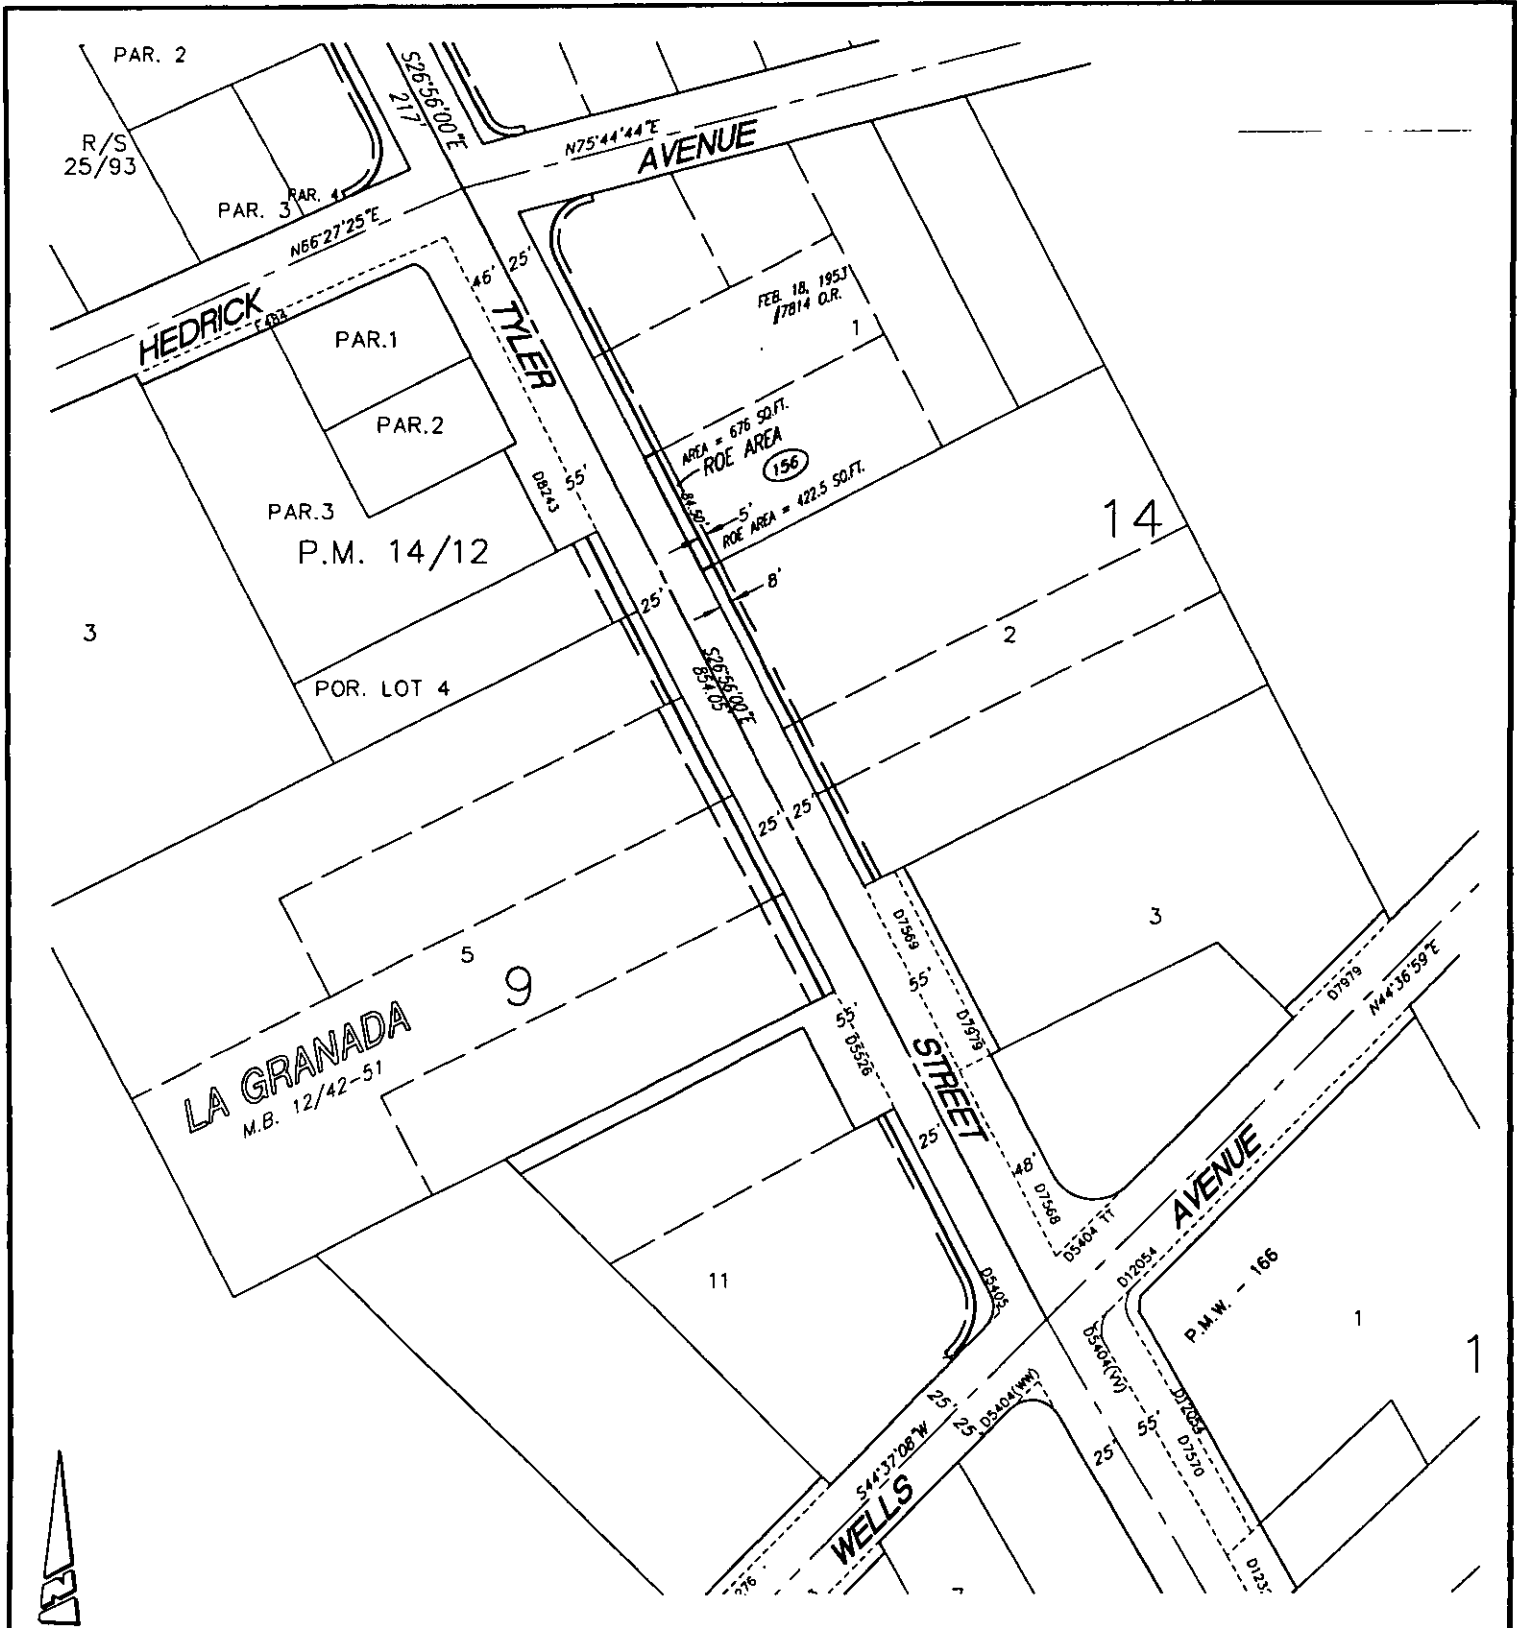 PAR. 2
S26°56'00"E
217'
R/S
25/93
PAR. 3
PAR. 4
N75°44'44"E
AVENUE
N66°27'25"E
HEDRICK
46'
25'
TYLER
FEB. 18, 1953
#7814 O.R.
1
PAR.1
PAR.2
AREA = 676 SQ.FT.
ROE AREA
156
84.50'
5'
ROE AREA = 422.5 SQ.FT.
D8243
55'
PAR.3
P.M. 14/12
14
8'
25'
3
2
POR. LOT 4
S26°56'00"E
854.05
25'
25'
D7569
3
55'
5
9
D7979
N44°36'59"E
LA GRANADA
M.B. 12/42-51
55'
D5526
D7979
STREET
25'
48'
D7568
D5404 TT
AVENUE
D12054
11
D5405
P.M.W. - 166
1
1
D5404(VV)
25'
25'
D5404(WW)
S44°37'08"W
WELLS
25'
55'
D7570
N